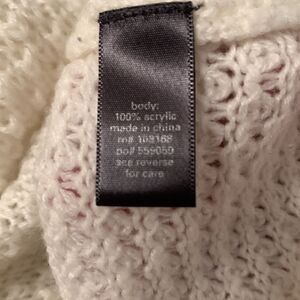 body:
100% acrylic
made in china
rn# 103168
po# 559050
see reverse
for care